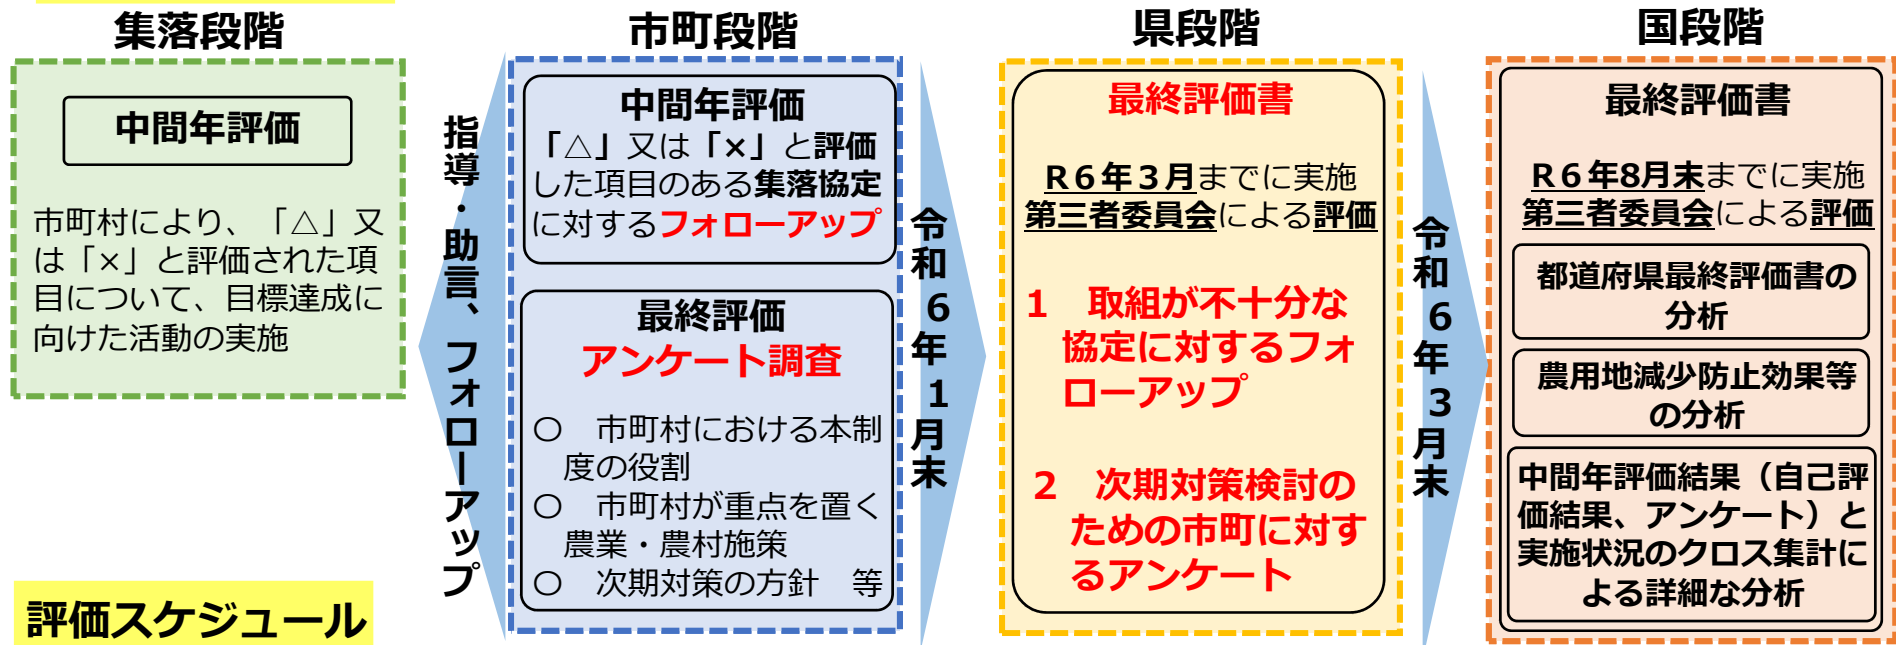 集落段階
中間年評価
市町村により、「△」又
は「×」と評価された項
目について、目標達成に
向けた活動の実施
評価スケジュール
指導・助言、フォローアップ
市町段階
中間年評価
「△」又は「×」と評価
した項目のある集落協定
に対するフォローアップ
最終評価
アンケート調査
○　市町村における本制
度の役割
○　市町村が重点を置く
農業・農村施策
○　次期対策の方針　等
令和６年１月末
県段階
最終評価書
R６年３月までに実施
第三者委員会による評価
1　取組が不十分な
協定に対するフォ
ローアップ
2　次期対策検討の
ための市町に対す
るアンケート
令和６年３月末
国段階
最終評価書
R６年8月末までに実施
第三者委員会による評価
都道府県最終評価書の
分析
農用地減少防止効果等
の分析
中間年評価結果（自己評
価結果、アンケート）と
実施状況のクロス集計に
よる詳細な分析